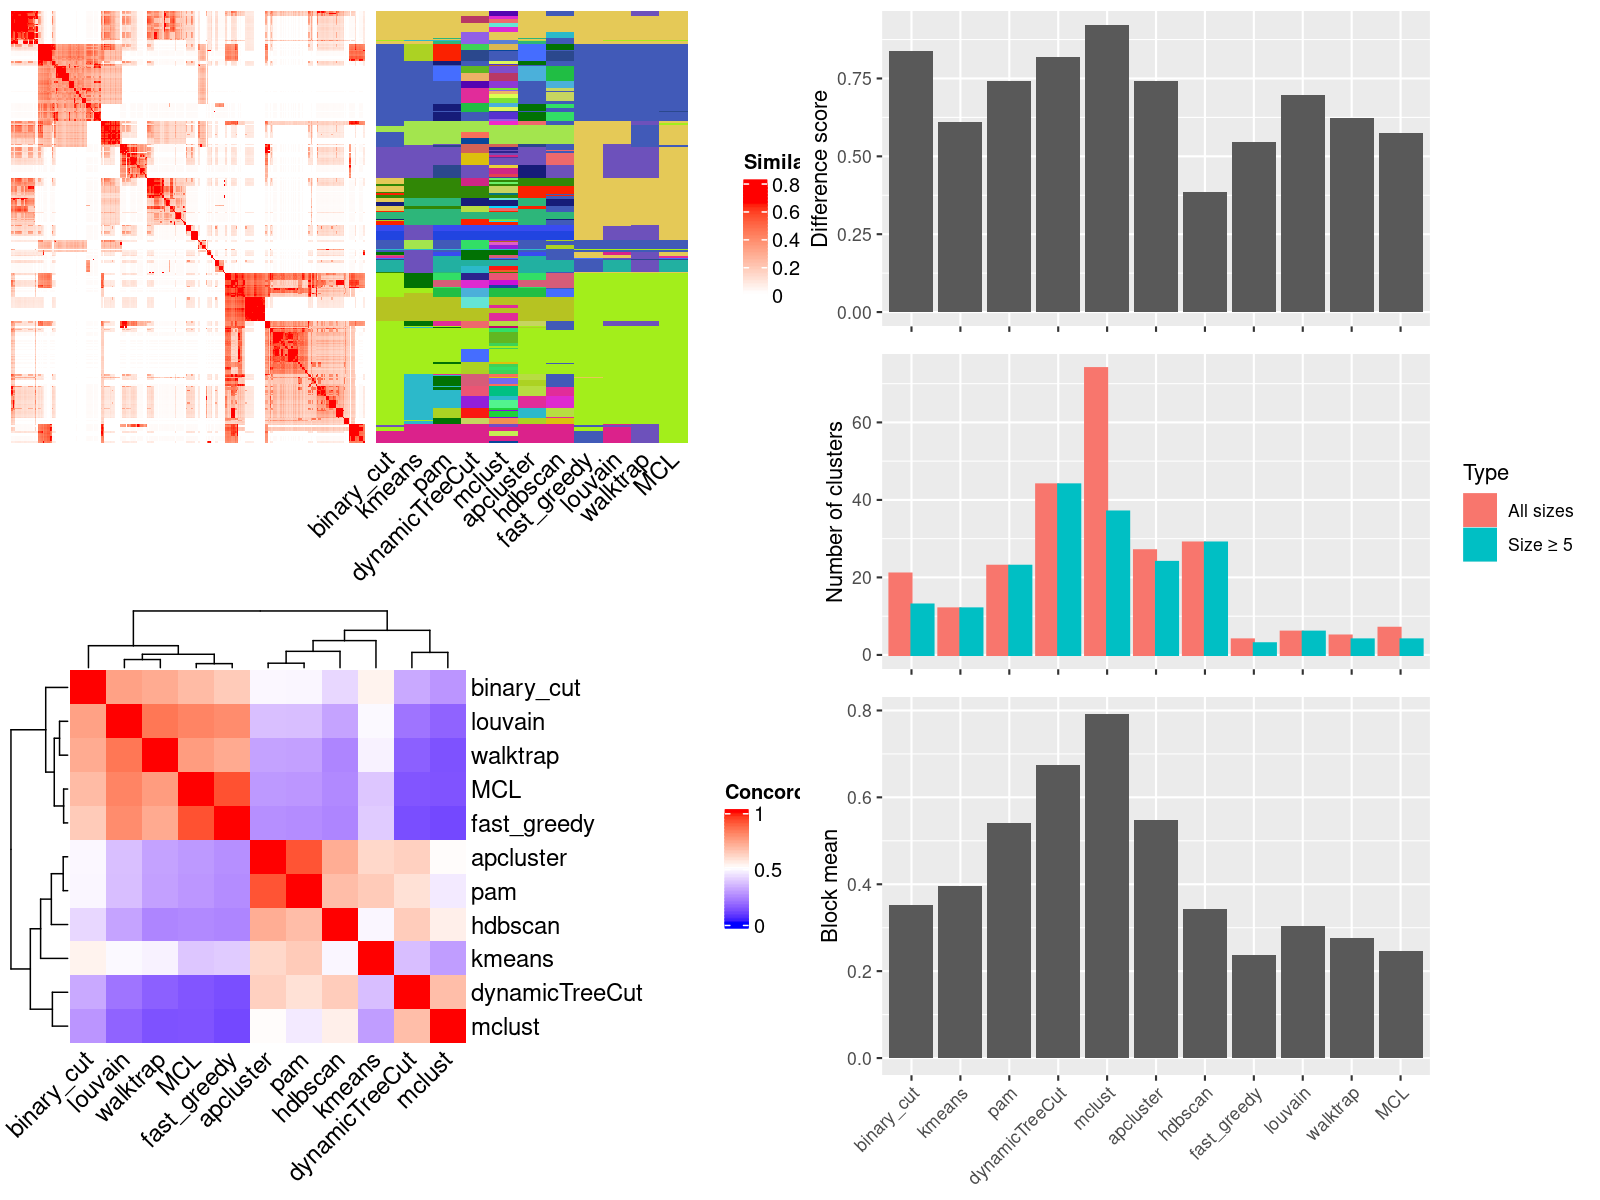 Simila
0.8
0.6
0.4
0.2
0
binary_cut
kmeans
pam
dynamicTreeCut
mclust
apcluster
hdbscan
fast_greedy
louvain
walktrap
MCL
binary_cut
louvain
walktrap
MCL
fast_greedy
apcluster
pam
hdbscan
kmeans
dynamicTreeCut
mclust
Concord
1
0.5
0
binary_cut
louvain
walktrap
MCL
fast_greedy
apcluster
pam
hdbscan
kmeans
dynamicTreeCut
mclust
Difference score
0.75
0.50
0.25
0.00
Number of clusters
60
40
20
0
Type
All sizes
Size ≥ 5
Block mean
0.8
0.6
0.4
0.2
0.0
binary_cut
kmeans
pam
dynamicTreeCut
mclust
apcluster
hdbscan
fast_greedy
louvain
walktrap
MCL